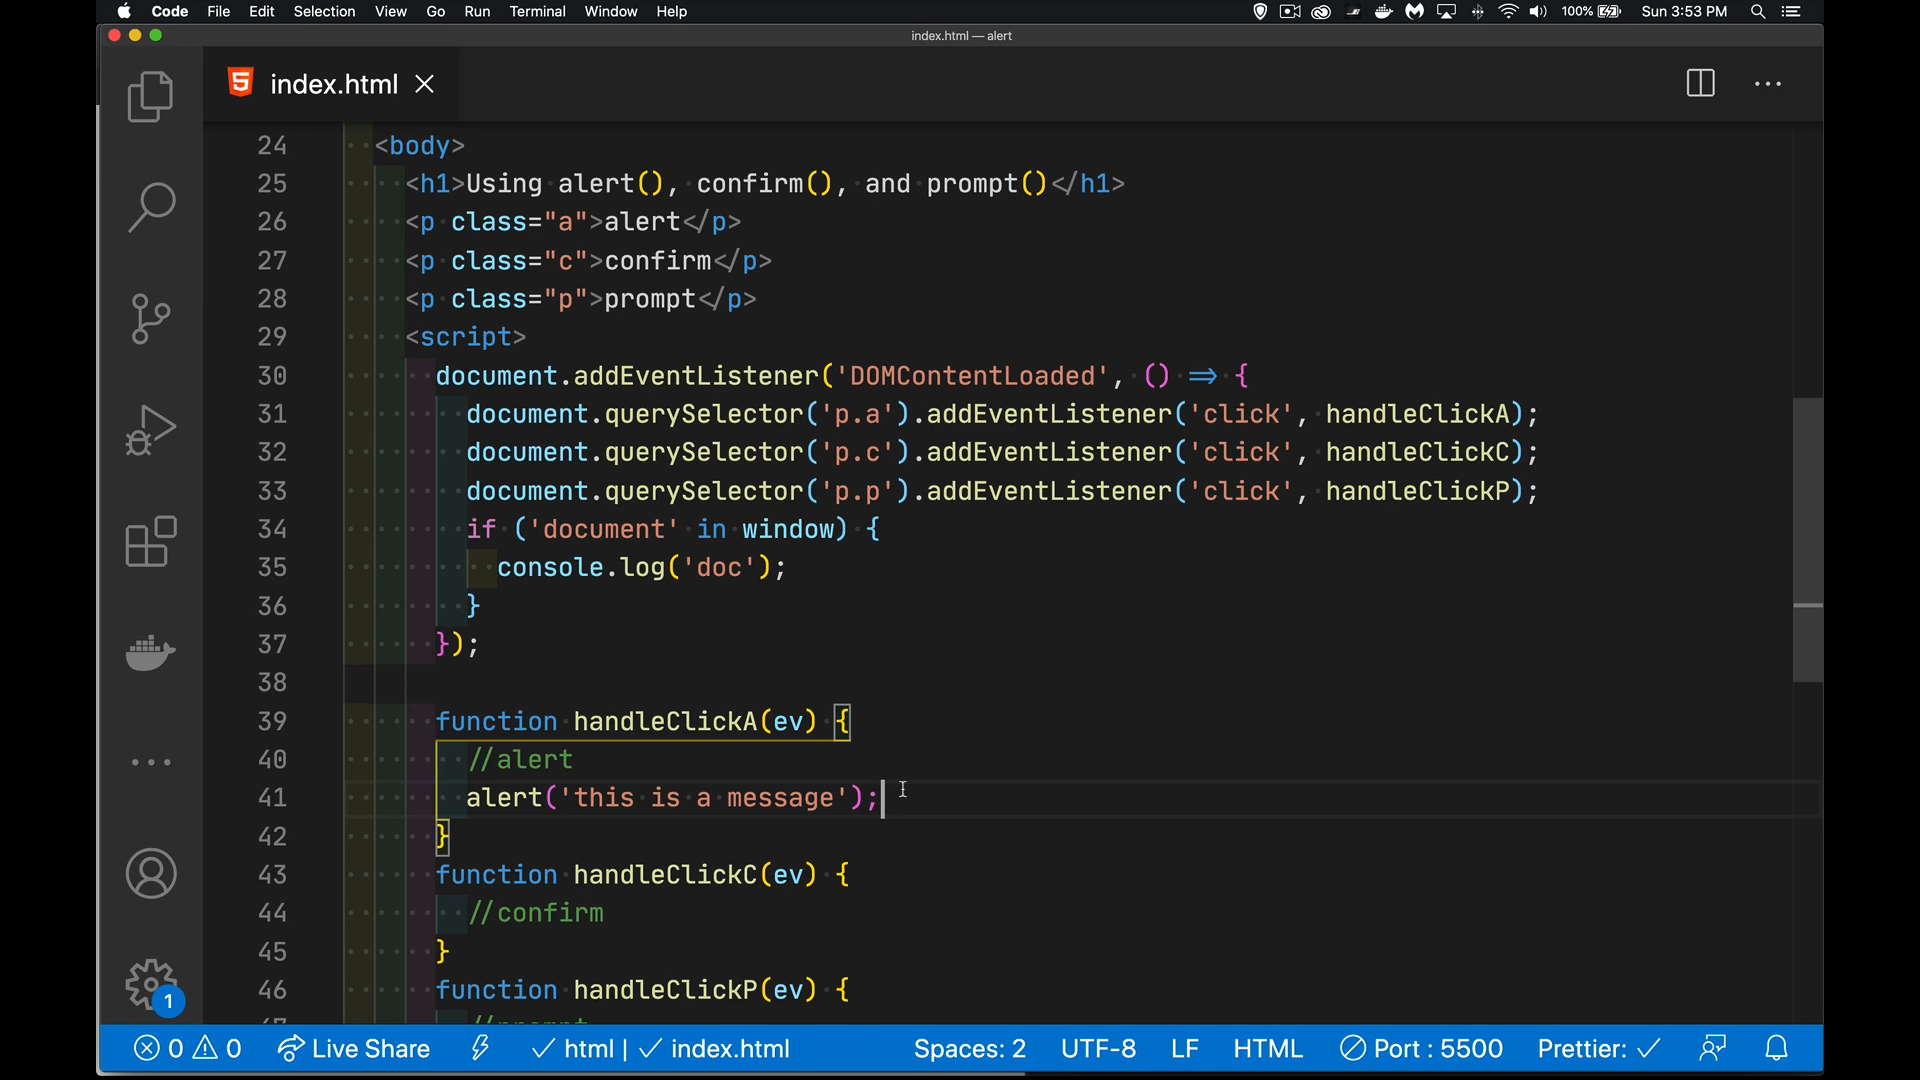 Code File Edit Selection View Go Run Terminal Window Help 100% Sun 3:53 PM
index.html — alert
index.html
24 <body>
25 <h1>Using alert(), confirm(), and prompt()</h1>
26 <p class="a">alert</p>
27 <p class="c">confirm</p>
28 <p class="p">prompt</p>
29 <script>
30 document.addEventListener('DOMContentLoaded', () => {
31 document.querySelector('p.a').addEventListener('click', handleClickA);
32 document.querySelector('p.c').addEventListener('click', handleClickC);
33 document.querySelector('p.p').addEventListener('click', handleClickP);
34 if ('document' in window) {
35 console.log('doc');
36 }
37 });
38
39 function handleClickA(ev) {
40 //alert
41 alert('this is a message');
42 }
43 function handleClickC(ev) {
44 //confirm
45 }
46 function handleClickP(ev) {
1
0 0 Live Share html | index.html Spaces: 2 UTF-8 LF HTML Port : 5500 Prettier: